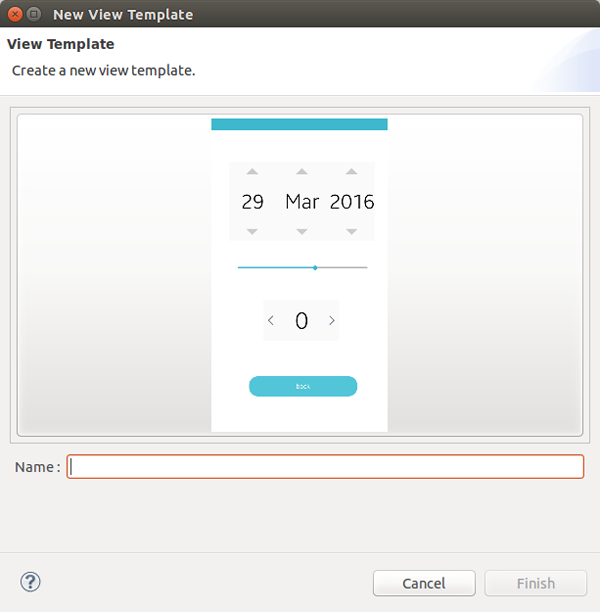 New View Template
View Template
Create a new view template.
29 Mar 2016
0
back
Name :
Cancel Finish